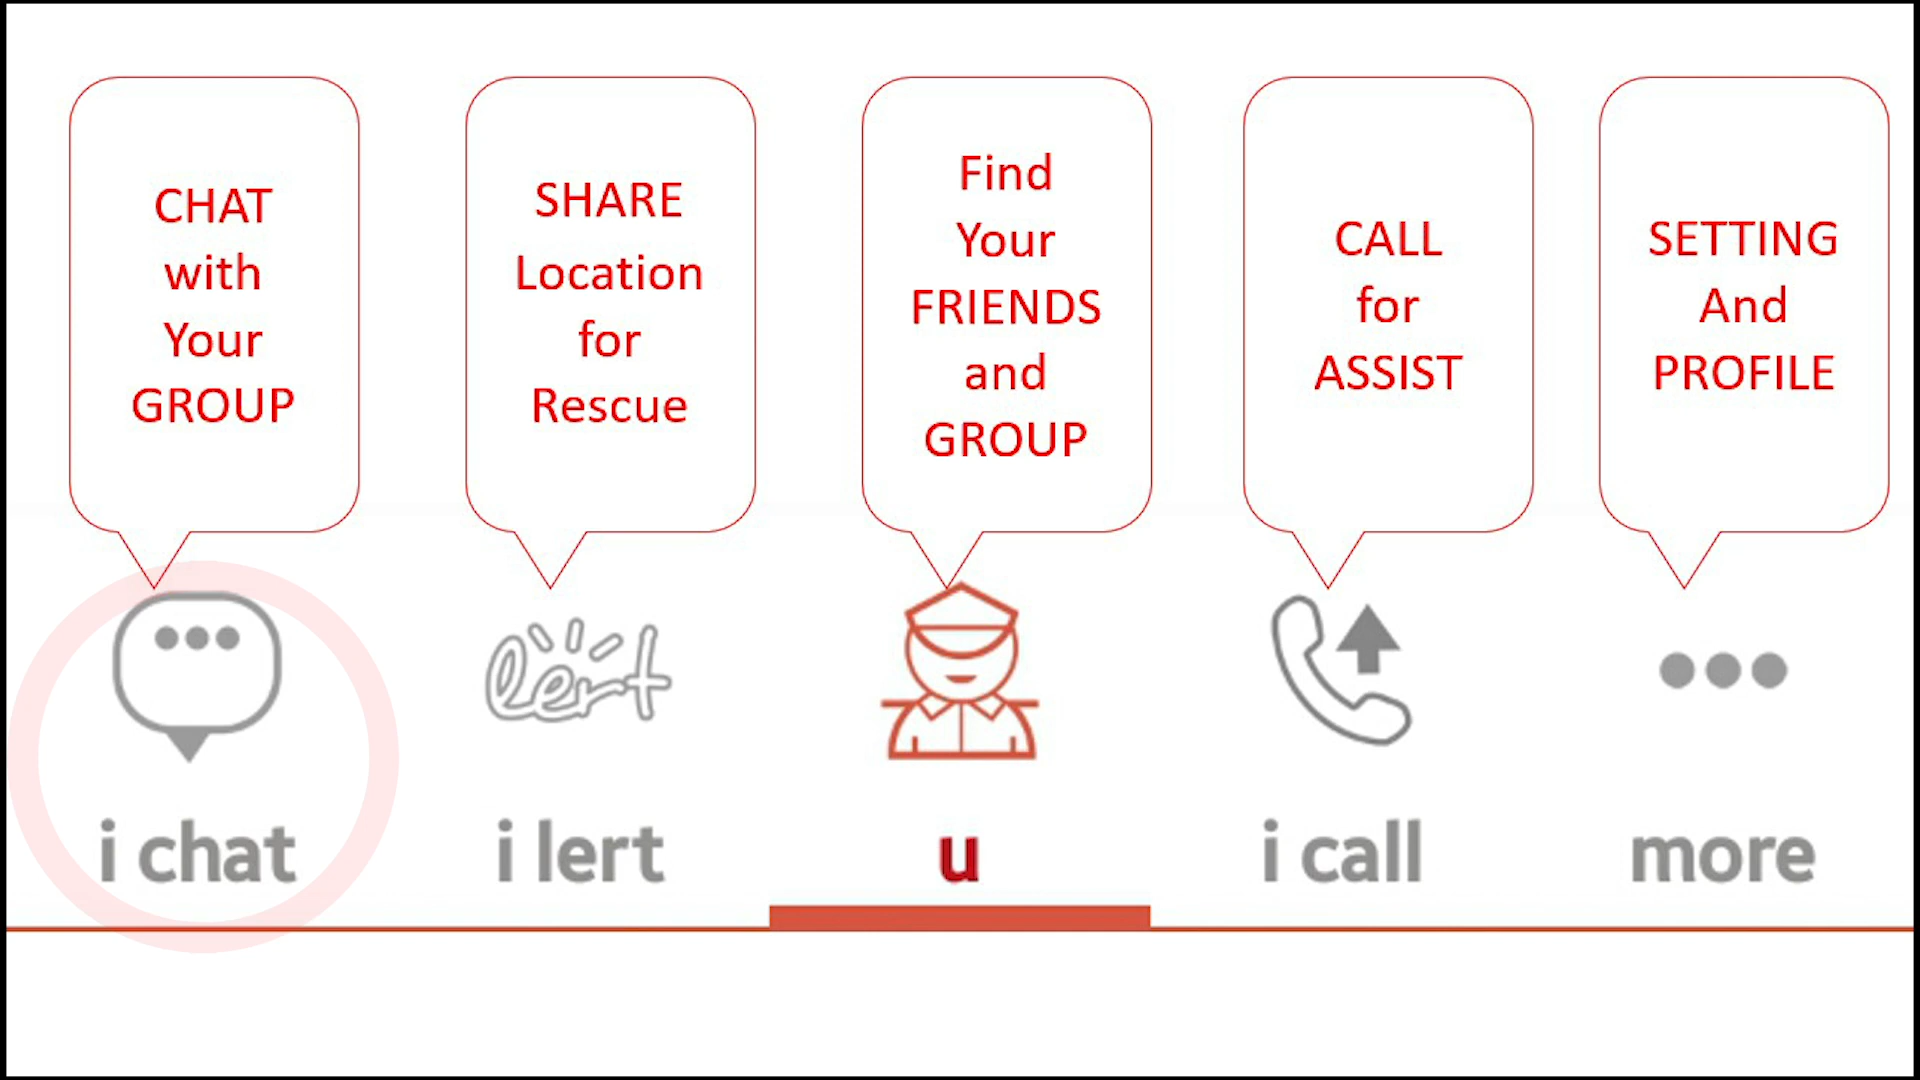 CHAT
with
Your
GROUP
SHARE
Location
for
Rescue
Find
Your
FRIENDS
and
GROUP
CALL
for
ASSIST
SETTING
And
PROFILE
lert
i chat
i lert
u
i call
more